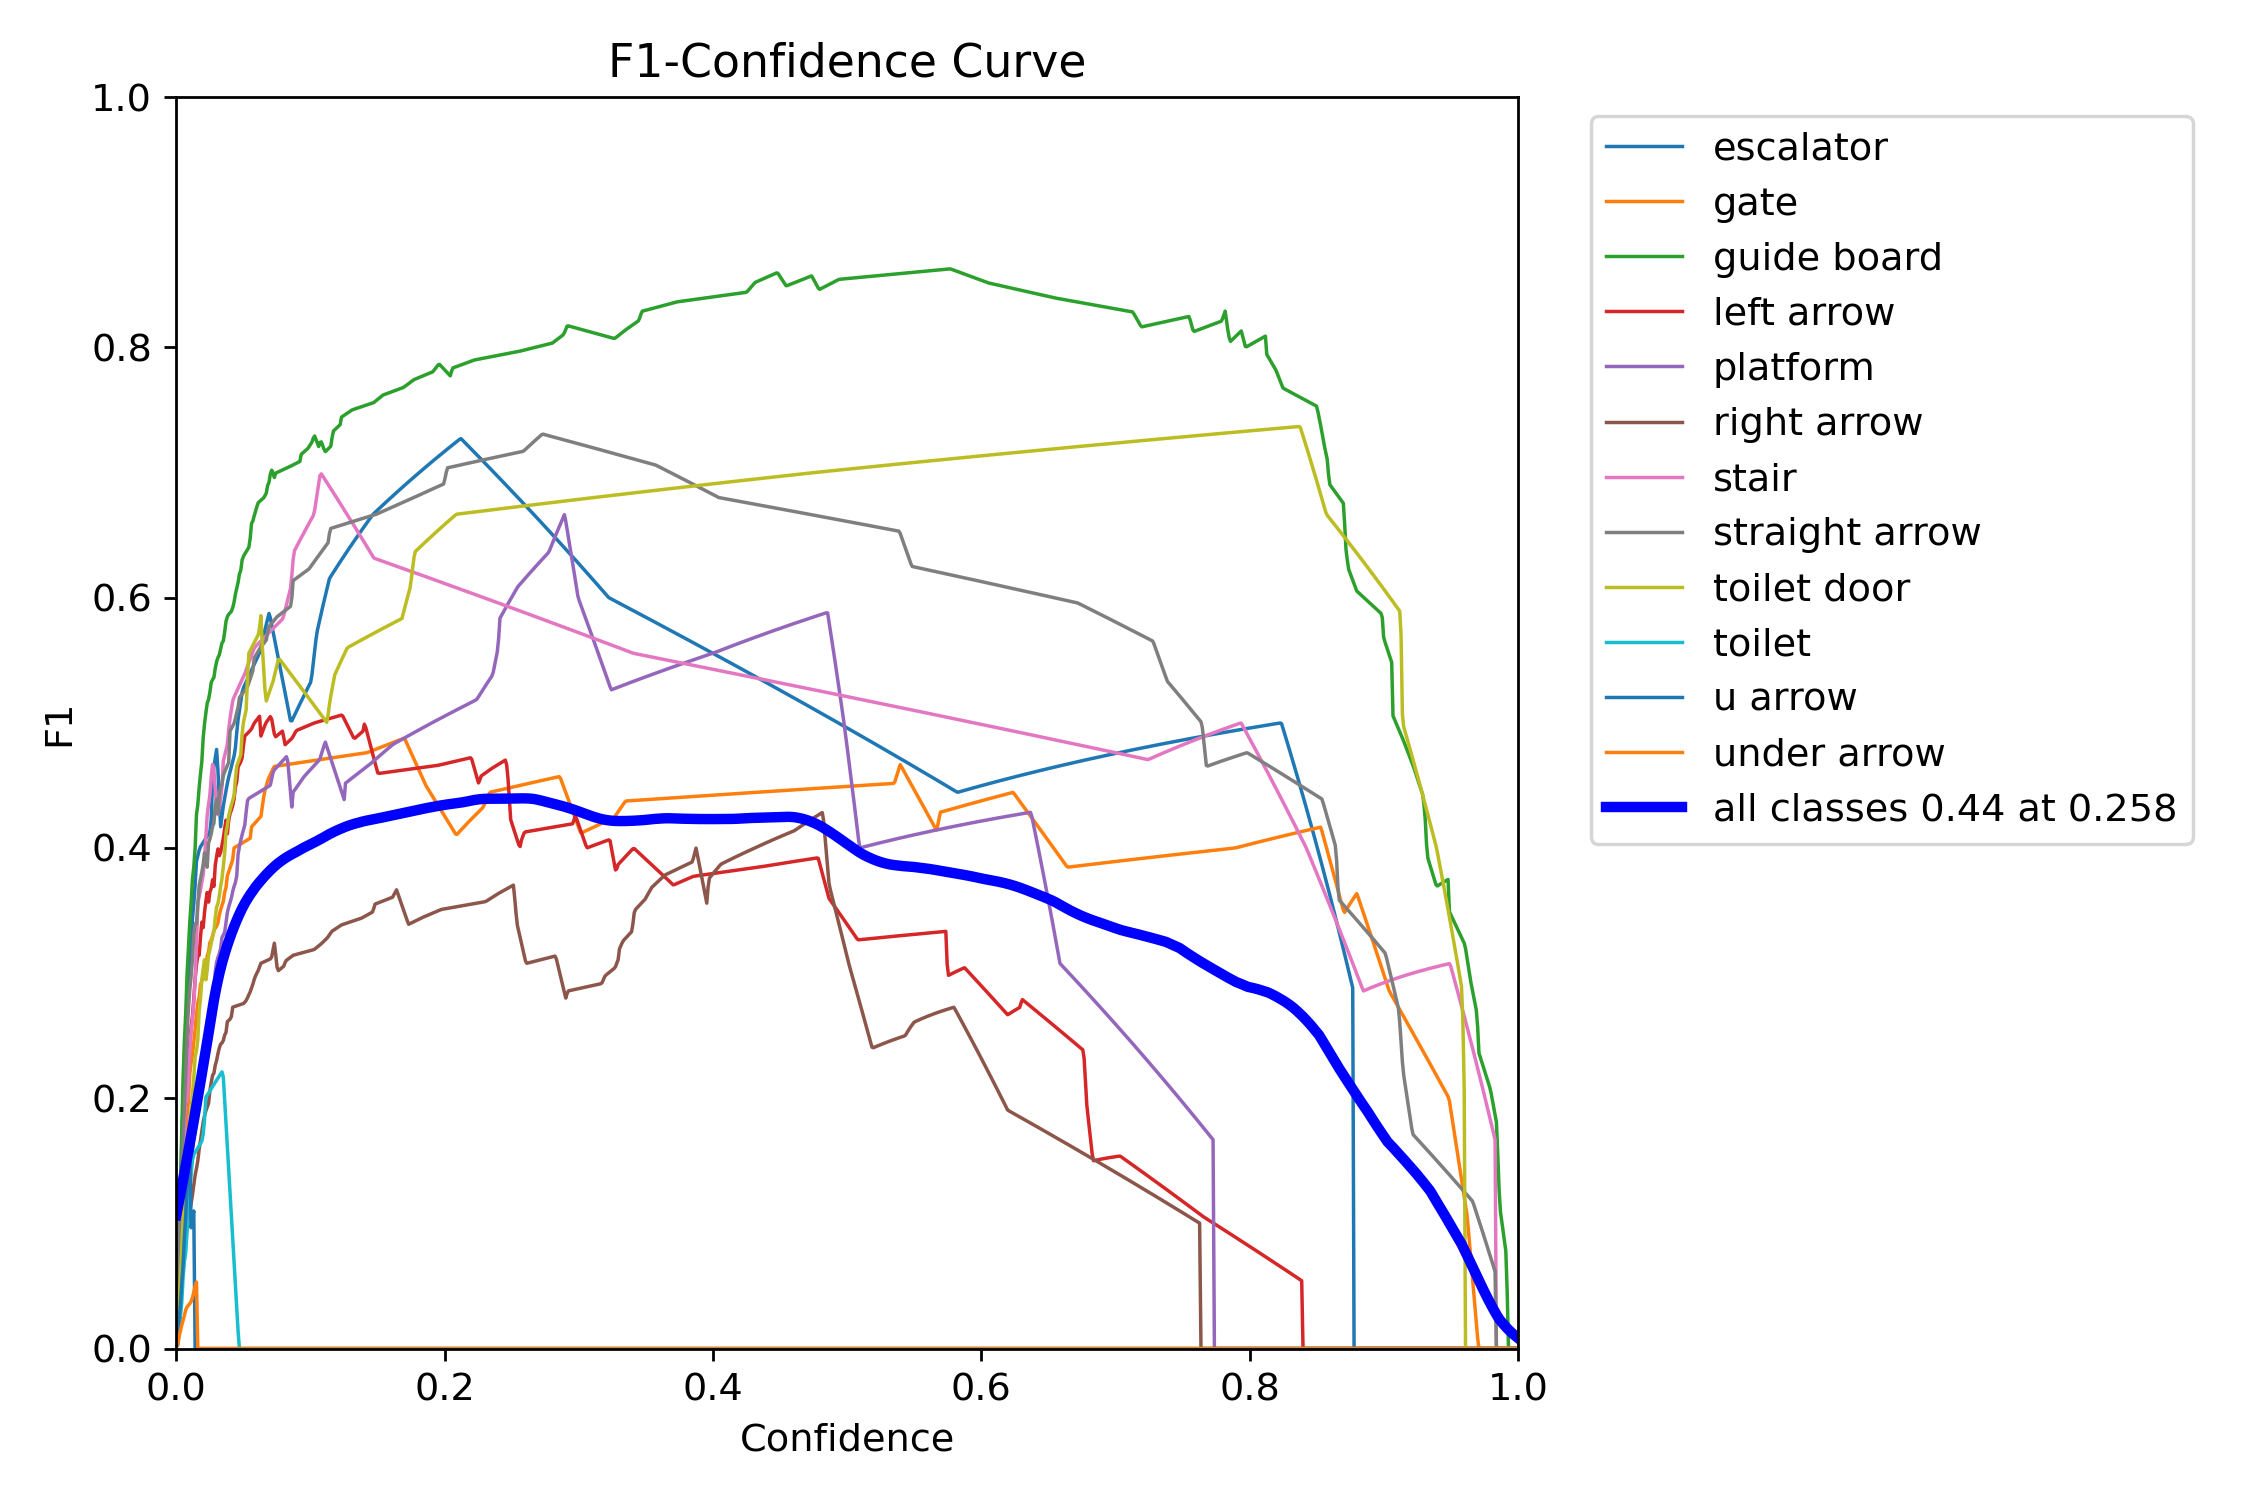 F1-Confidence Curve
1.0
0.8
0.6
0.4
0.2
0.0
F1
0.0 0.2 0.4 0.6 0.8 1.0
Confidence
escalator
gate
guide board
left arrow
platform
right arrow
stair
straight arrow
toilet door
toilet
u arrow
under arrow
all classes 0.44 at 0.258